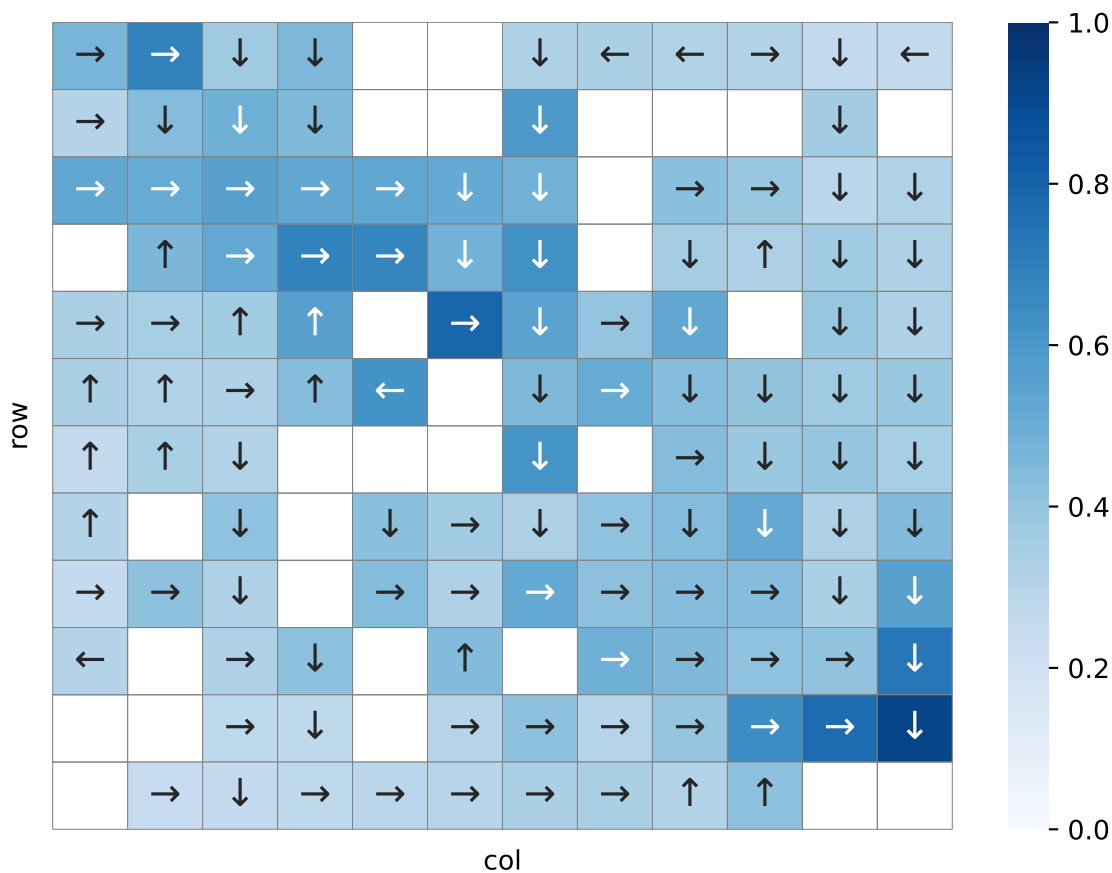 → → ↓ ↓ ↓ ← ← → ↓ ←
→ ↓ ↓ ↓ ↓ ↓
→ → → → → ↓ ↓ → → ↓ ↓
↑ → → → ↓ ↓ ↓ ↑ ↓ ↓
→ → ↑ ↑ → ↓ → ↓ ↓ ↓
↑ ↑ → ↑ ← ↓ → ↓ ↓ ↓ ↓
↑ ↑ ↓ ↓ → ↓ ↓ ↓
↑ ↓ ↓ → ↓ → ↓ ↓ ↓ ↓
→ → ↓ → → → → → → ↓ ↓
← → ↓ ↑ → → → → ↓
→ ↓ → → → → → → ↓
→ ↓ → → → → → ↑ ↑
row
col
1.0
0.8
0.6
0.4
0.2
0.0